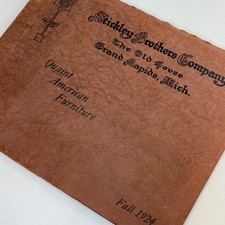 Stickley Brothers Company
The Old House
Grand Rapids, Mich.
Quaint
American
Furniture
Fall 1924